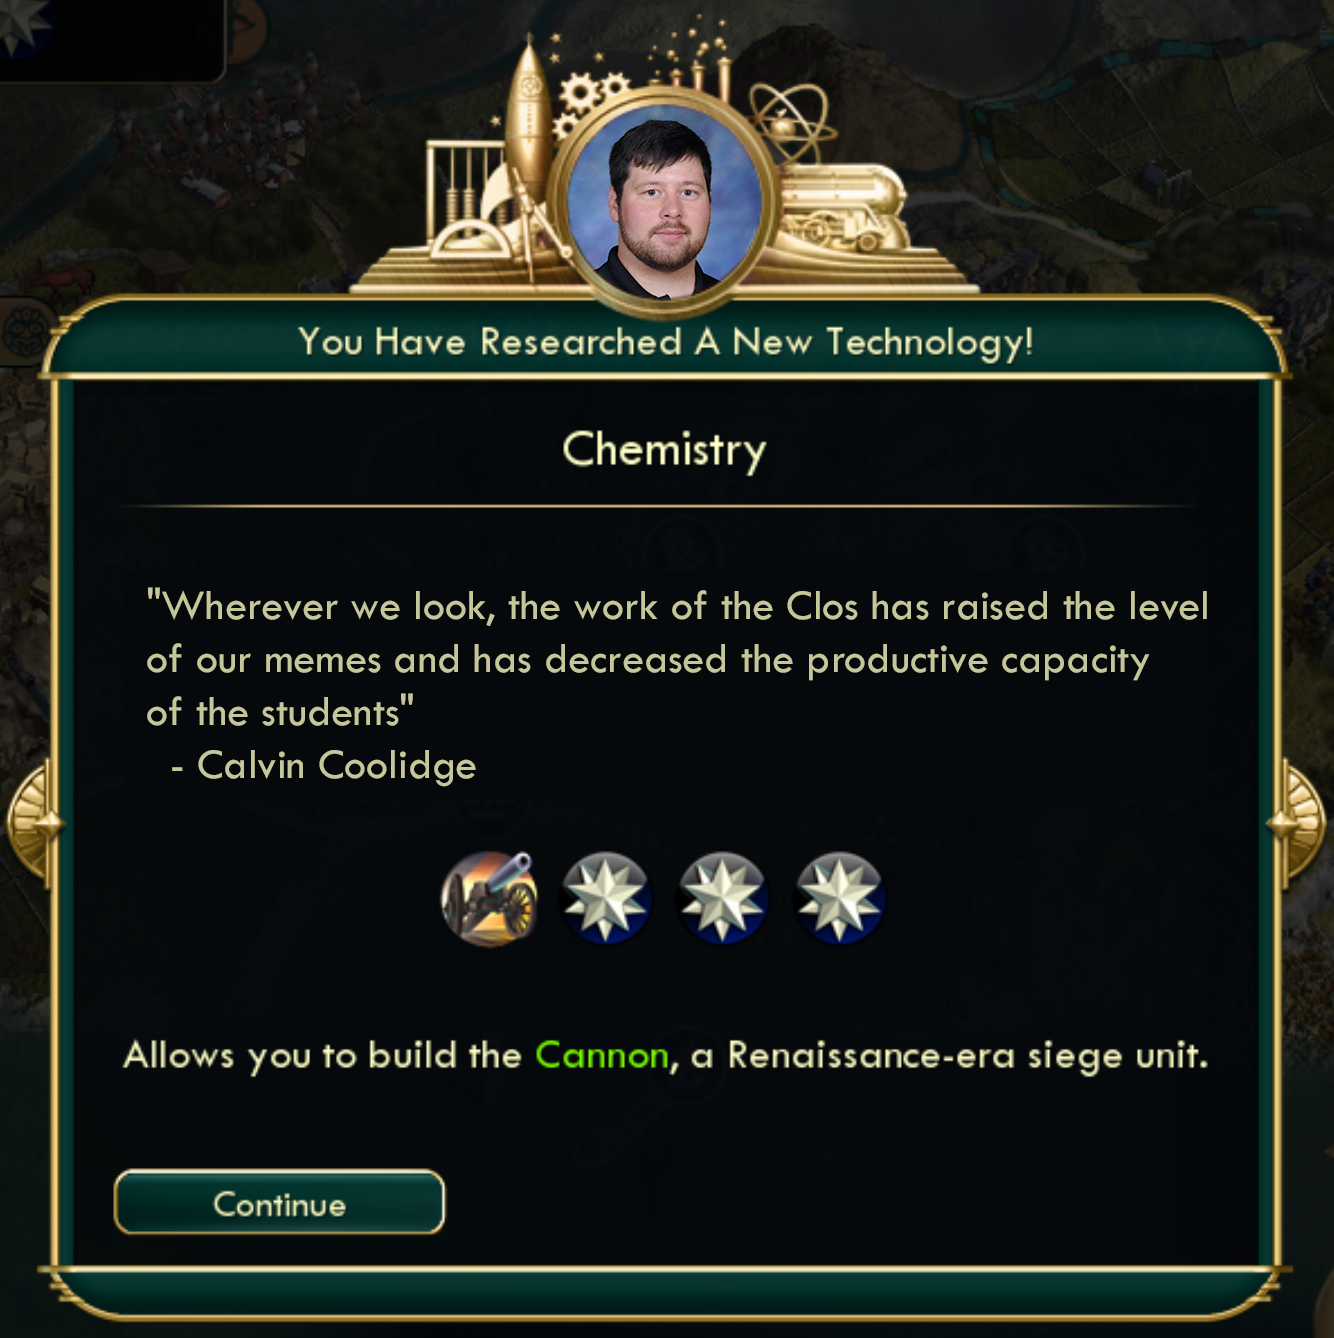 You Have Researched A New Technology!
Chemistry
"Wherever we look, the work of the Clos has raised the level
of our memes and has decreased the productive capacity
of the students"
- Calvin Coolidge
Allows you to build the Cannon, a Renaissance-era siege unit.
Continue